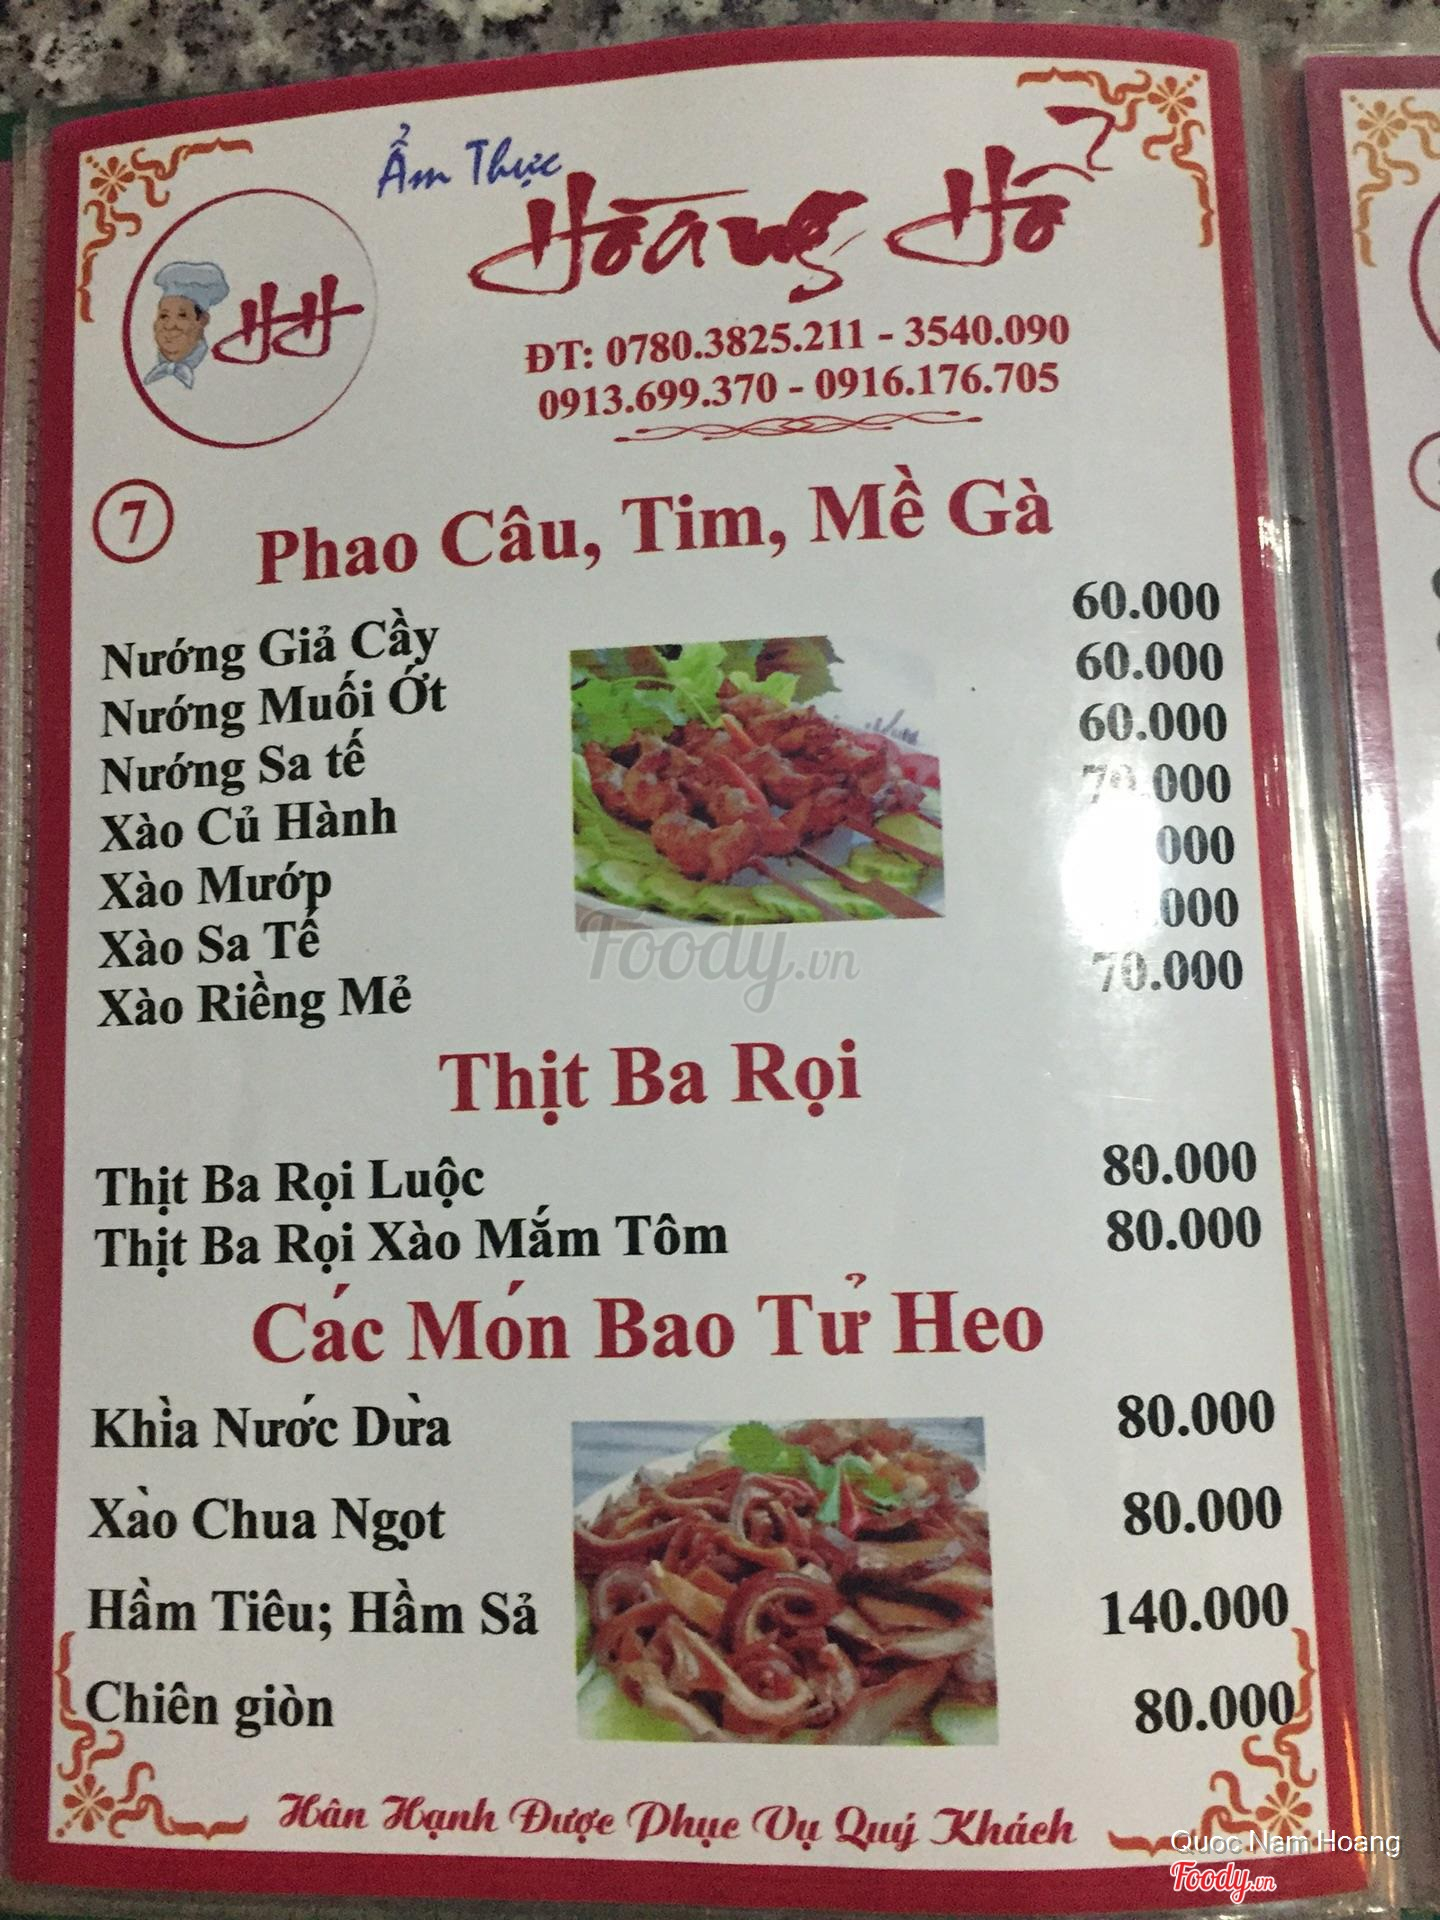 Ẩm Thực
Hoàng Hổ
HH
ĐT: 0780.3825.211 - 3540.090
0913.699.370 - 0916.176.705
7
Phao Câu, Tim, Mề Gà
Nướng Giả Cầy 60.000
Nướng Muối Ớt 60.000
Nướng Sa tế 60.000
Xào Củ Hành 70.000
Xào Mướp
Xào Sa Tế
Xào Riềng Mẻ 70.000
Foody.vn
Thịt Ba Rọi
Thịt Ba Rọi Luộc 80.000
Thịt Ba Rọi Xào Mắm Tôm 80.000
Các Món Bao Tử Heo
Khìa Nước Dừa 80.000
Xào Chua Ngọt 80.000
Hầm Tiêu; Hầm Sả 140.000
Chiên giòn 80.000
Hân Hạnh Được Phục Vụ Quý Khách
Quoc Nam Hoang
Foody.vn